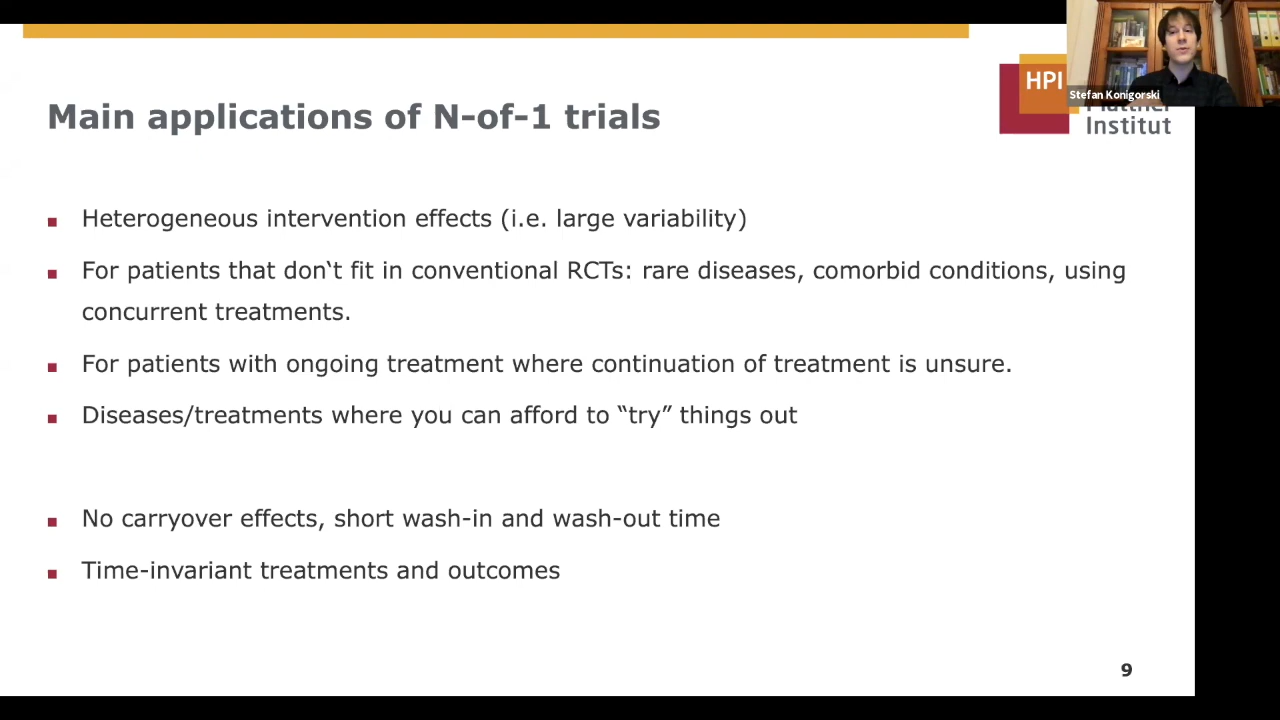 Stefan Konigorski
HPI
Institut
Main applications of N-of-1 trials
▪ Heterogeneous intervention effects (i.e. large variability)
▪ For patients that don‘t fit in conventional RCTs: rare diseases, comorbid conditions, using
concurrent treatments.
▪ For patients with ongoing treatment where continuation of treatment is unsure.
▪ Diseases/treatments where you can afford to “try” things out
▪ No carryover effects, short wash-in and wash-out time
▪ Time-invariant treatments and outcomes
9